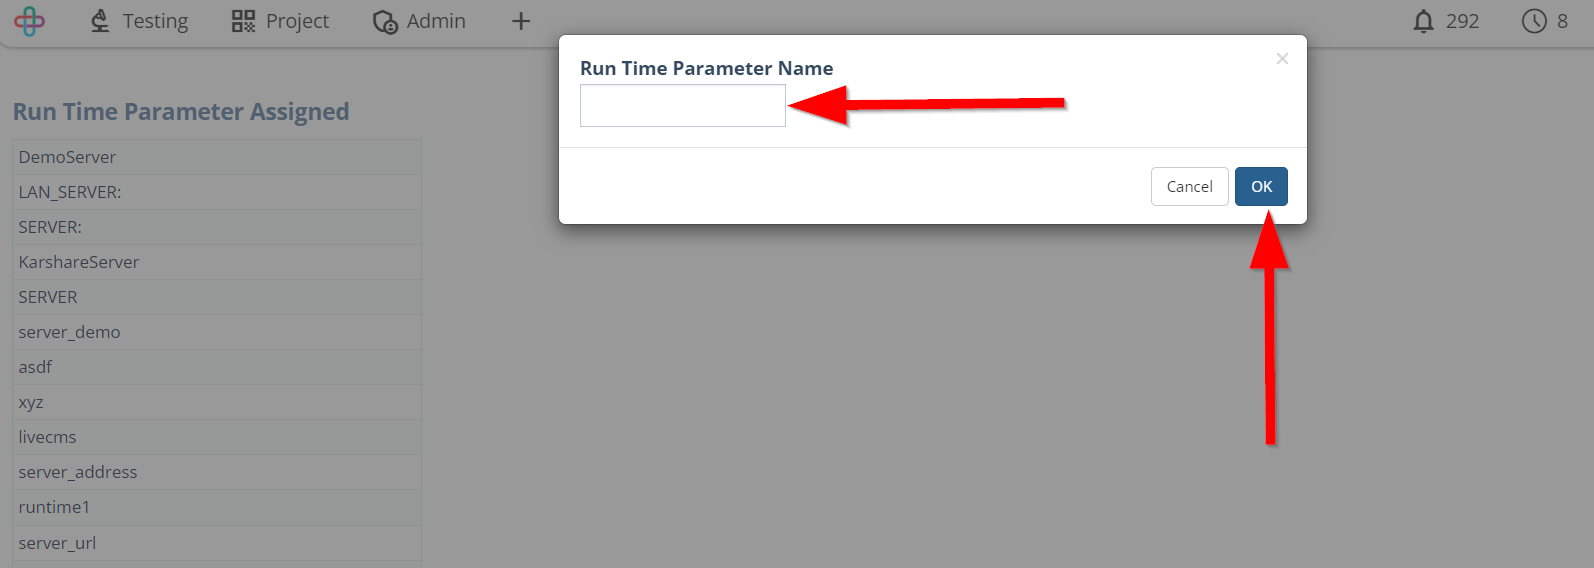 Testing Project Admin 292 8
Run Time Parameter Name
Cancel OK
Run Time Parameter Assigned
DemoServer
LAN_SERVER:
SERVER:
KarshareServer
SERVER
server_demo
asdf
xyz
livecms
server_address
runtime1
server_url